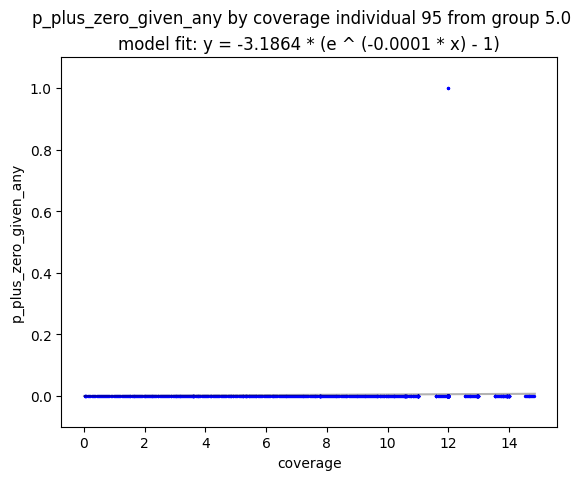 p_plus_zero_given_any by coverage individual 95 from group 5.0
model fit: y = -3.1864 * (e ^ (-0.0001 * x) - 1)
1.0
0.8
0.6
0.4
0.2
0.0
p_plus_zero_given_any
0 2 4 6 8 10 12 14
coverage